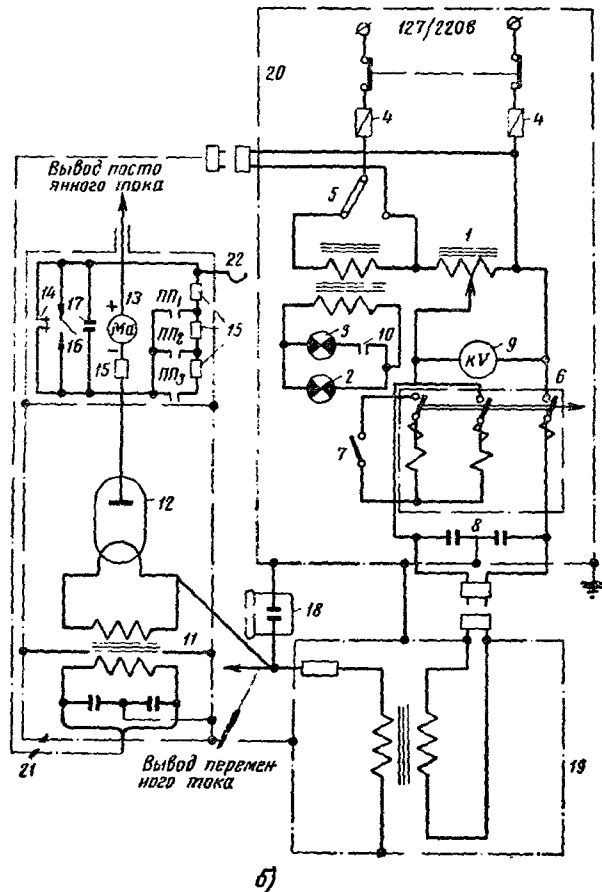 127/220в
20
4
4
Вывод посто
янного тока
5
1
22
14
17
+
13
ПП1
Ма
15
ПП2
16
−
15
ПП3
3
10
2
kV
9
6
7
12
8
18
11
21
Вывод перемен
ного тока
19
б)